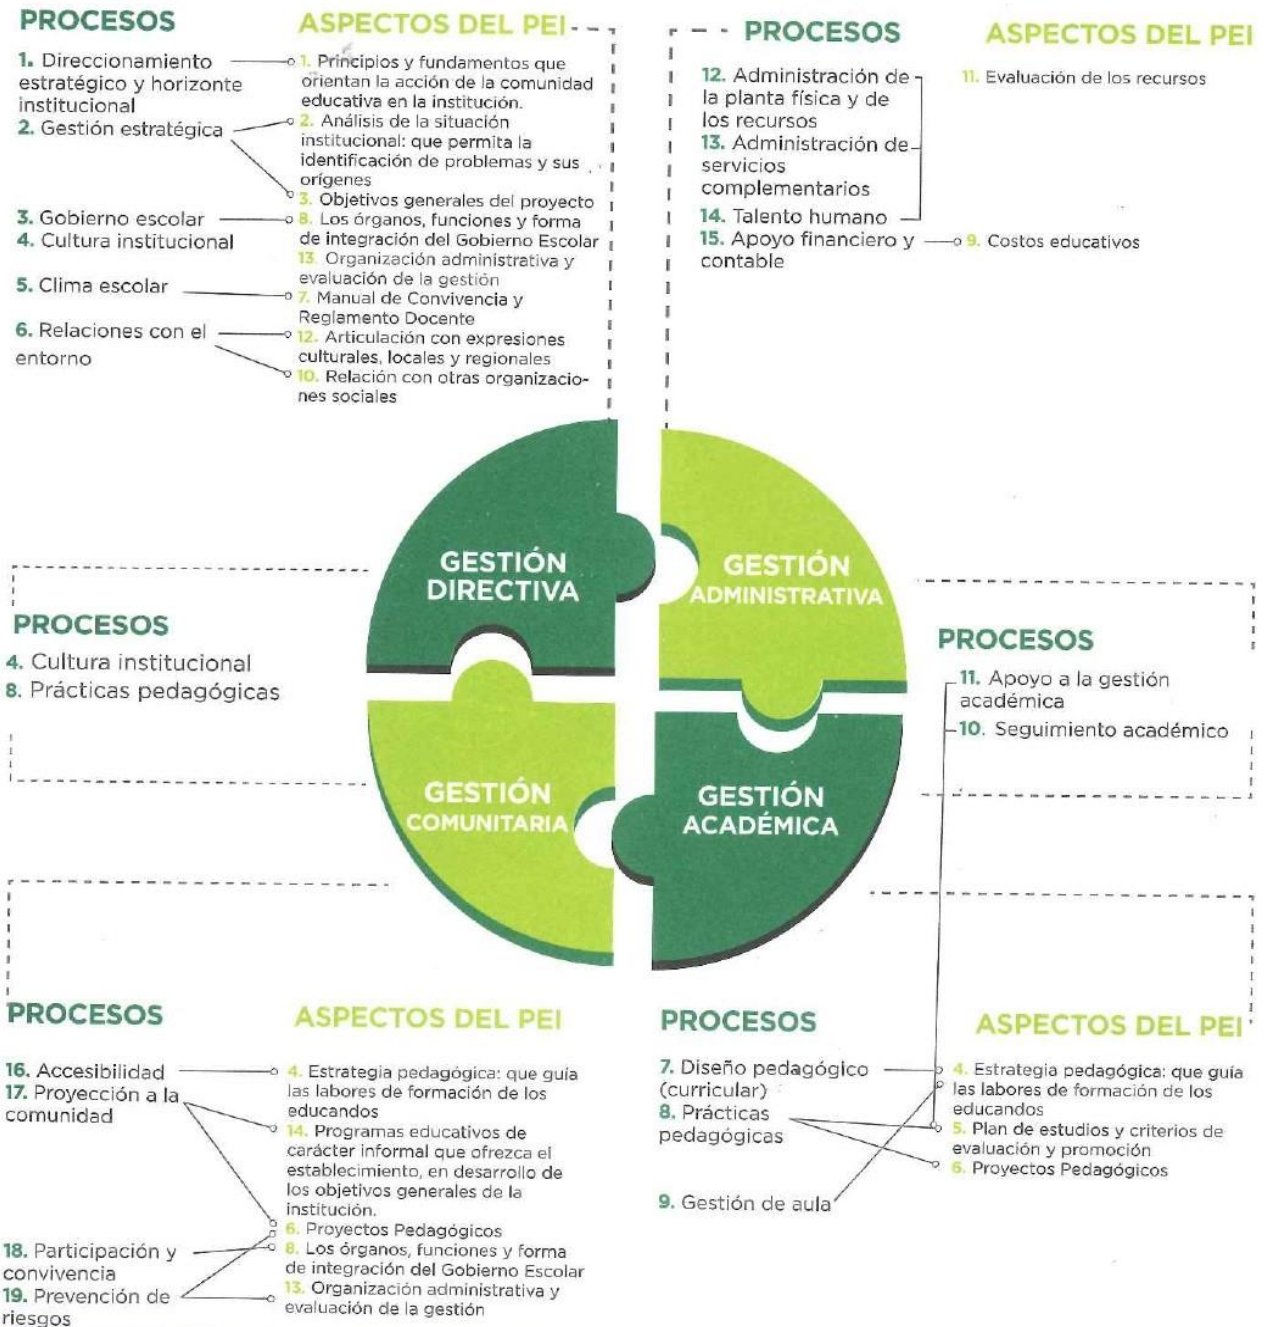 PROCESOS
1. Direccionamiento
estratégico y horizonte
institucional
2. Gestión estratégica
3. Gobierno escolar
4. Cultura institucional
5. Clima escolar
6. Relaciones con el
entorno
ASPECTOS DEL PEI
1. Principios y fundamentos que
orientan la acción de la comunidad
educativa en la institución.
2. Análisis de la situación
institucional: que permita la
identificación de problemas y sus
orígenes
3. Objetivos generales del proyecto
8. Los órganos, funciones y forma
de integración del Gobierno Escolar
13. Organización administrativa y
evaluación de la gestión
7. Manual de Convivencia y
Reglamento Docente
12. Articulación con expresiones
culturales, locales y regionales
10. Relación con otras organizacio-
nes sociales
PROCESOS
12. Administración de
la planta física y de
los recursos
13. Administración de
servicios
complementarios
14. Talento humano
15. Apoyo financiero y
contable
ASPECTOS DEL PEI
11. Evaluación de los recursos
9. Costos educativos
GESTIÓN
DIRECTIVA
GESTIÓN
ADMINISTRATIVA
PROCESOS
4. Cultura institucional
8. Prácticas pedagógicas
PROCESOS
11. Apoyo a la gestión
académica
10. Seguimiento académico
GESTIÓN
COMUNITARIA
GESTIÓN
ACADÉMICA
PROCESOS
16. Accesibilidad
17. Proyección a la
comunidad
18. Participación y
convivencia
19. Prevención de
riesgos
ASPECTOS DEL PEI
4. Estrategia pedagógica: que guía
las labores de formación de los
educandos
14. Programas educativos de
carácter informal que ofrezca el
establecimiento, en desarrollo de
los objetivos generales de la
institución.
6. Proyectos Pedagógicos
8. Los órganos, funciones y forma
de integración del Gobierno Escolar
13. Organización administrativa y
evaluación de la gestión
PROCESOS
7. Diseño pedagógico
(curricular)
8. Prácticas
pedagógicas
9. Gestión de aula
ASPECTOS DEL PEI
4. Estrategia pedagógica: que guía
las labores de formación de los
educandos
5. Plan de estudios y criterios de
evaluación y promoción
6. Proyectos Pedagógicos